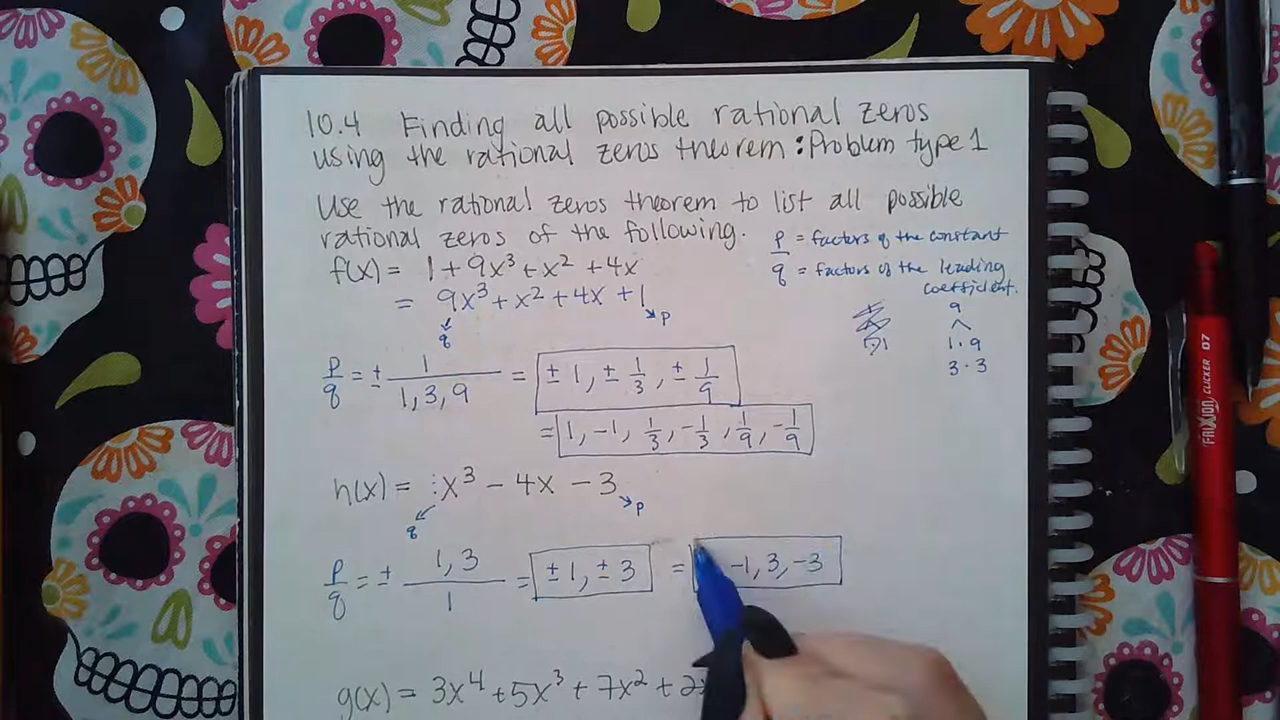 10.4 Finding all possible rational zeros
using the rational zeros theorem: Problem type 1
Use the rational zeros theorem to list all possible
rational zeros of the following.
p = factors of the constant
q = factors of the leading
coefficient.
f(x) = 1 + 9x³ + x² + 4x
= 9x³ + x² + 4x + 1
q
p
9
1 · 9
3 · 3
p/q = ± 1/1, 3, 9 = ± 1, ± 1/3, ± 1/9
= 1, -1, 1/3, -1/3, 1/9, -1/9
h(x) = x³ - 4x - 3
q
p
p/q = ± 1, 3/1 = ± 1, ± 3 = -1, 3, -3
g(x) = 3x⁴ + 5x³ + 7x² + 2
FRIXION CLICKER 07